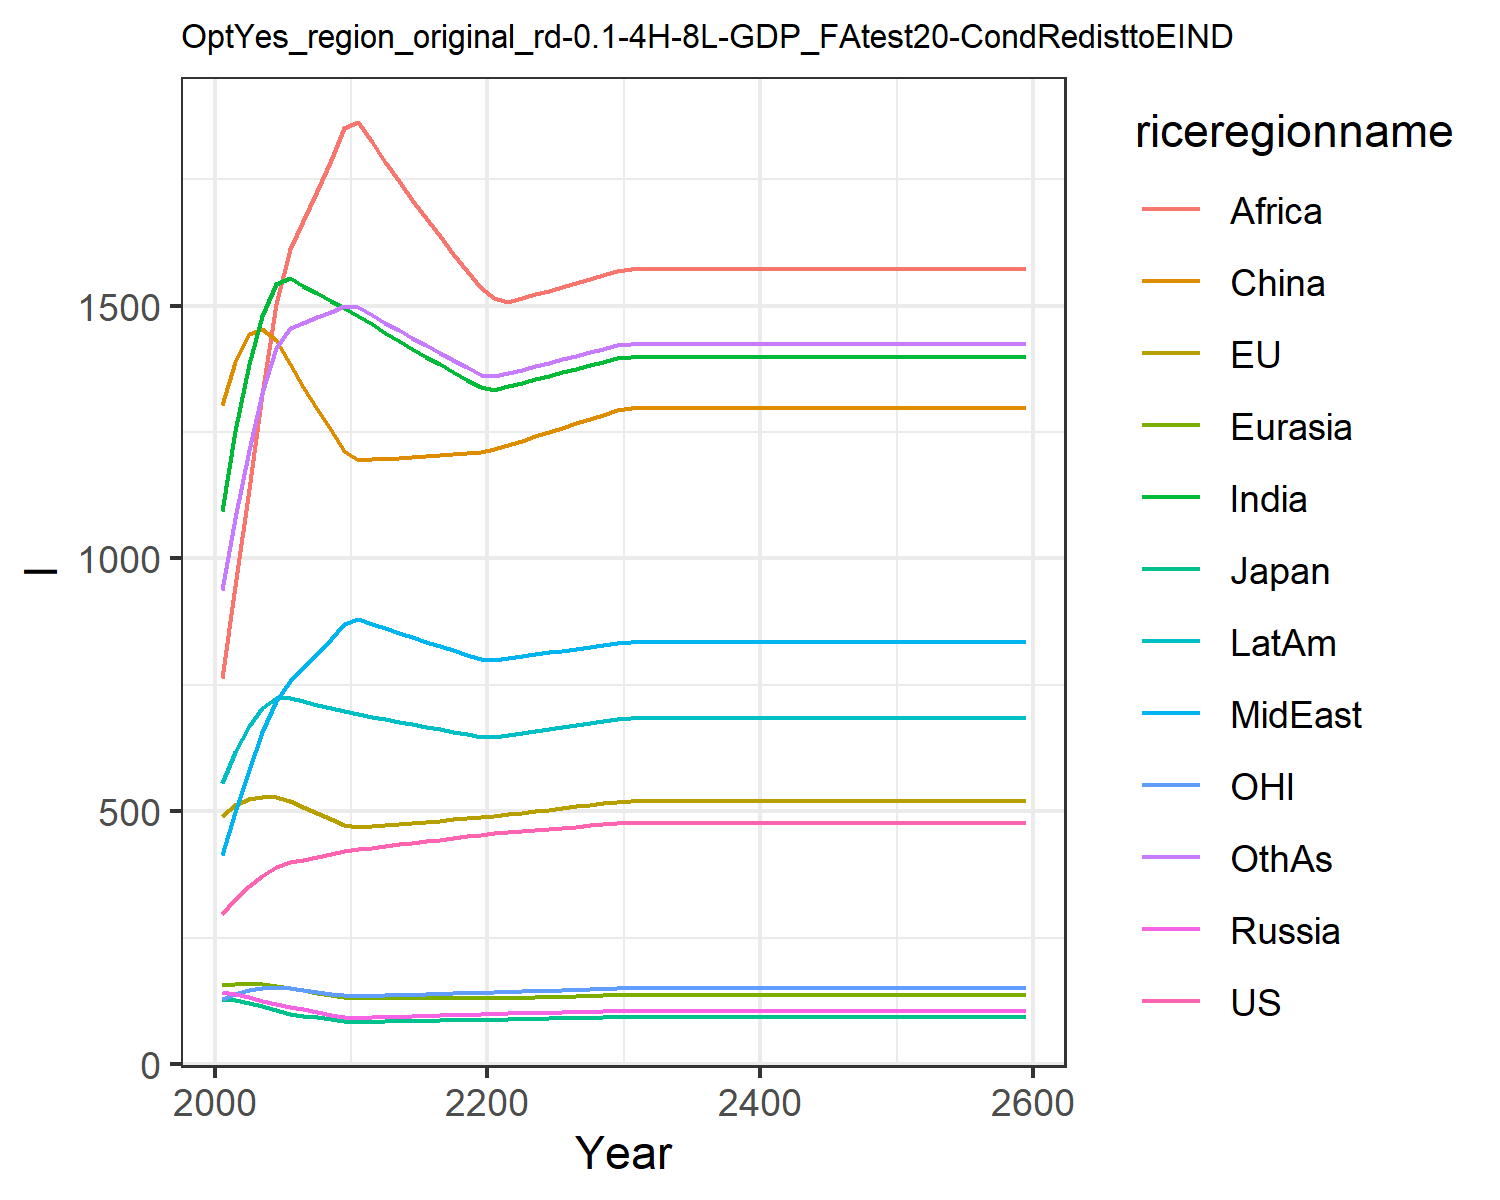 OptYes_region_original_rd-0.1-4H-8L-GDP_FAtest20-CondRedisttoEIND
riceregionname
Africa
China
EU
Eurasia
India
Japan
LatAm
MidEast
OHI
OthAs
Russia
US
1500
1000
500
0
l
2000 2200 2400 2600
Year